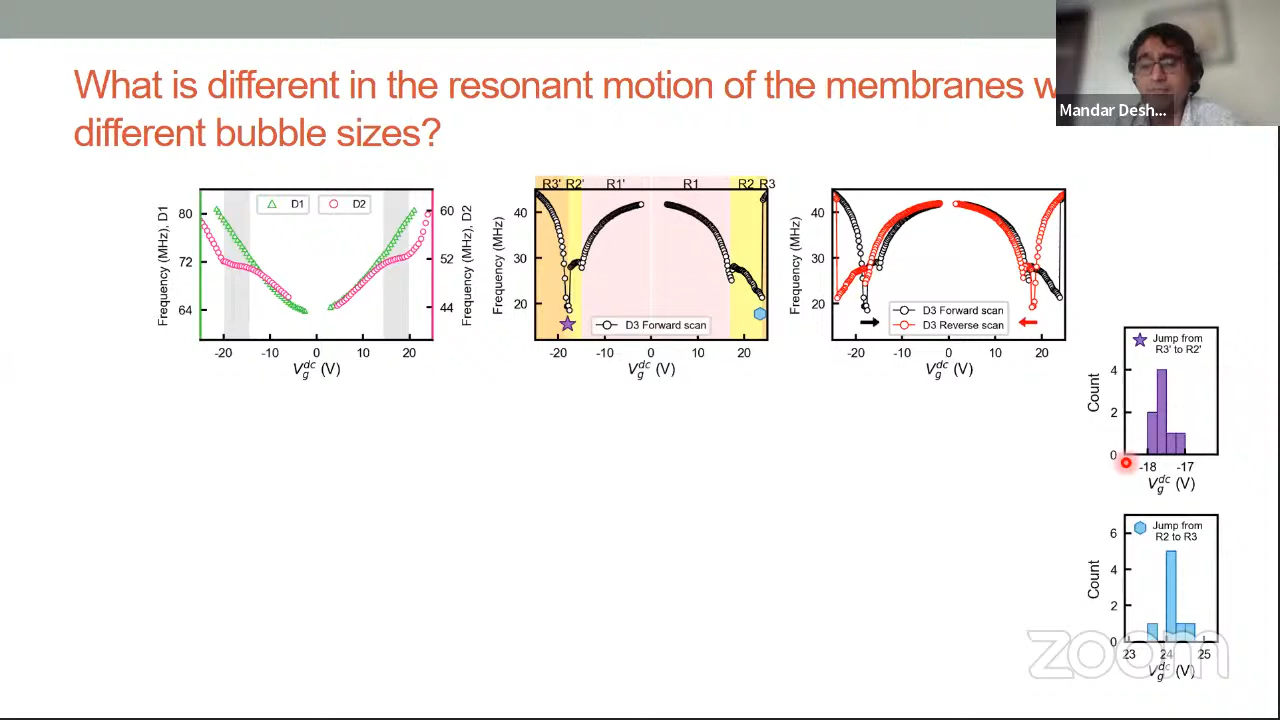 What is different in the resonant motion of the membranes w
different bubble sizes?
Mandar Desh...
Frequency (MHz), D1
80
72
64
D1
D2
60
52
44
Frequency (MHz), D2
-20 -10 0 10 20
V_g^dc (V)
R3' R2' R1' R1 R2 R3
Frequency (MHz)
40
30
20
D3 Forward scan
-20 -10 0 10 20
V_g^dc (V)
Frequency (MHz)
40
30
20
D3 Forward scan
D3 Reverse scan
-20 -10 0 10 20
V_g^dc (V)
Jump from
R3' to R2'
Count
4
2
0
-18 -17
V_g^dc (V)
Jump from
R2 to R3
Count
6
4
2
0
23 24 25
V_g^dc (V)
zoom